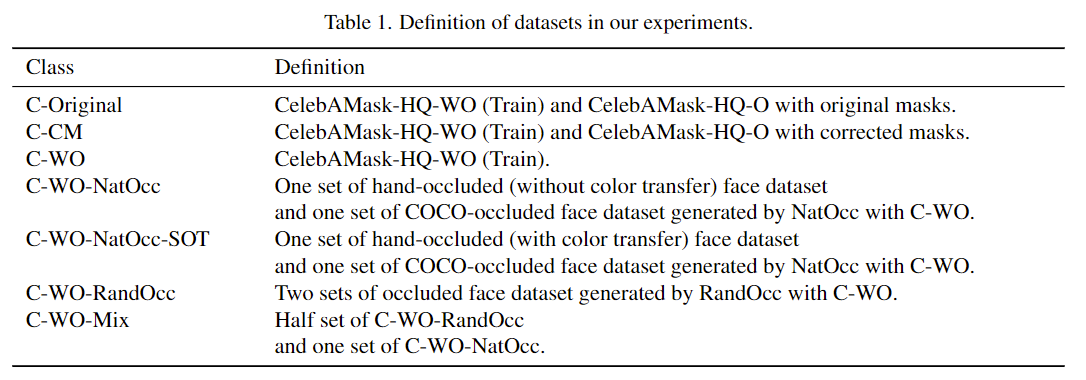 Table 1. Definition of datasets in our experiments.
Class Definition
C-Original CelebAMask-HQ-WO (Train) and CelebAMask-HQ-O with original masks.
C-CM CelebAMask-HQ-WO (Train) and CelebAMask-HQ-O with corrected masks.
C-WO CelebAMask-HQ-WO (Train).
C-WO-NatOcc One set of hand-occluded (without color transfer) face dataset
and one set of COCO-occluded face dataset generated by NatOcc with C-WO.
C-WO-NatOcc-SOT One set of hand-occluded (with color transfer) face dataset
and one set of COCO-occluded face dataset generated by NatOcc with C-WO.
C-WO-RandOcc Two sets of occluded face dataset generated by RandOcc with C-WO.
C-WO-Mix Half set of C-WO-RandOcc
and one set of C-WO-NatOcc.